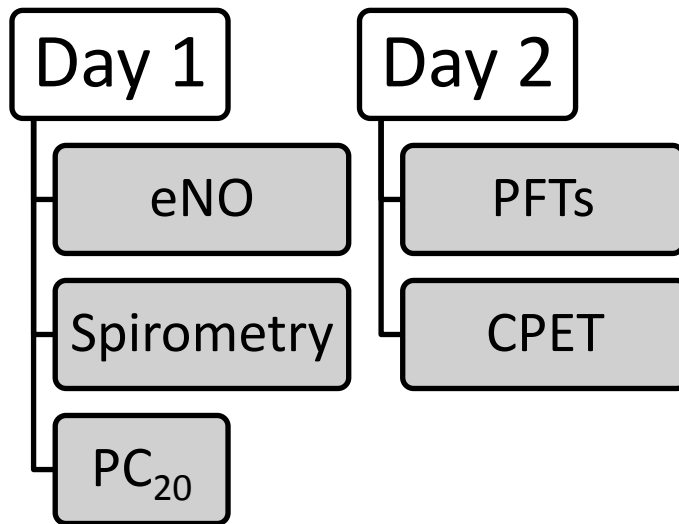 Day 1
eNO
Spirometry
PC₂₀
Day 2
PFTs
CPET